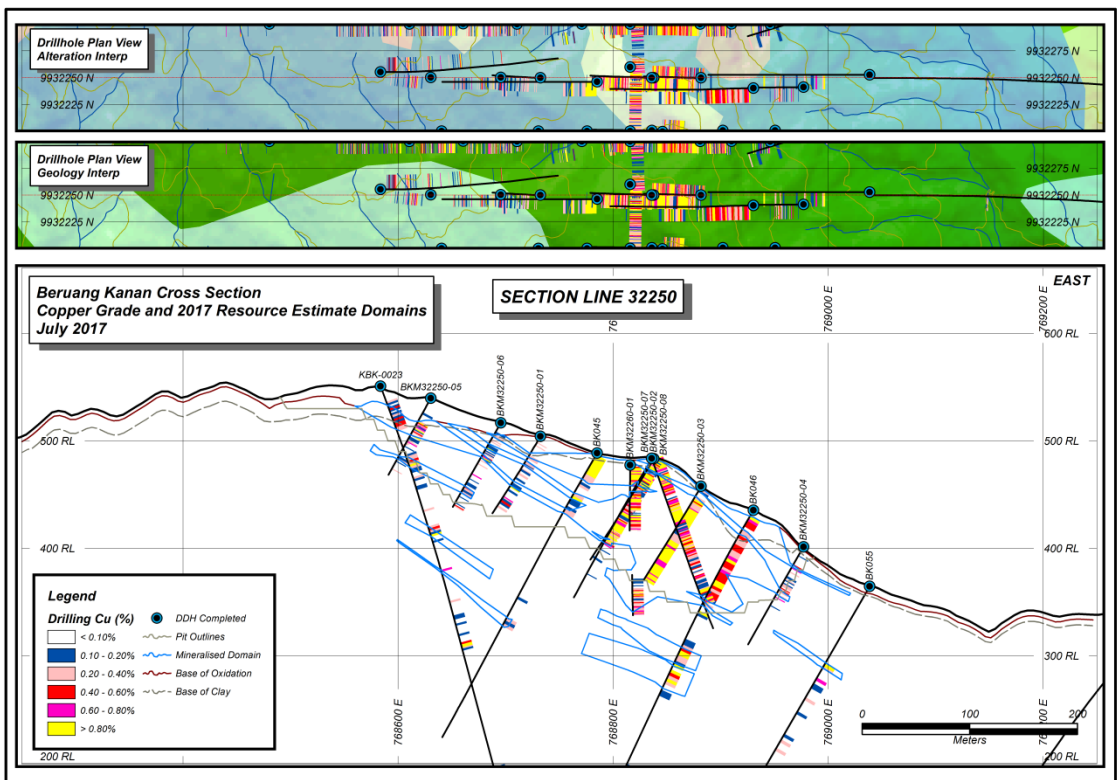 Drillhole Plan View
Alteration Interp
9932275 N
9932250 N
9932225 N
9932275 N
9932250 N
9932225 N
Drillhole Plan View
Geology Interp
9932275 N
9932250 N
9932225 N
9932275 N
9932250 N
9932225 N
Beruang Kanan Cross Section
Copper Grade and 2017 Resource Estimate Domains
July 2017
SECTION LINE 32250
EAST
769000 E
769200 E
600 RL
500 RL
400 RL
500 RL
400 RL
300 RL
200 RL
200 RL
KBK-0023
BKM32250-05
BKM32250-06
BKM32250-01
BK045
BKM32260-01
BKM32250-07
BKM32250-02
BKM32250-08
BKM32250-03
BK046
BKM32250-04
BK055
Legend
Drilling Cu (%)
< 0.10%
0.10 - 0.20%
0.20 - 0.40%
0.40 - 0.60%
0.60 - 0.80%
> 0.80%
DDH Completed
Pit Outlines
Mineralised Domain
Base of Oxidation
Base of Clay
768600 E
768800 E
769000 E
0 100 200
Meters